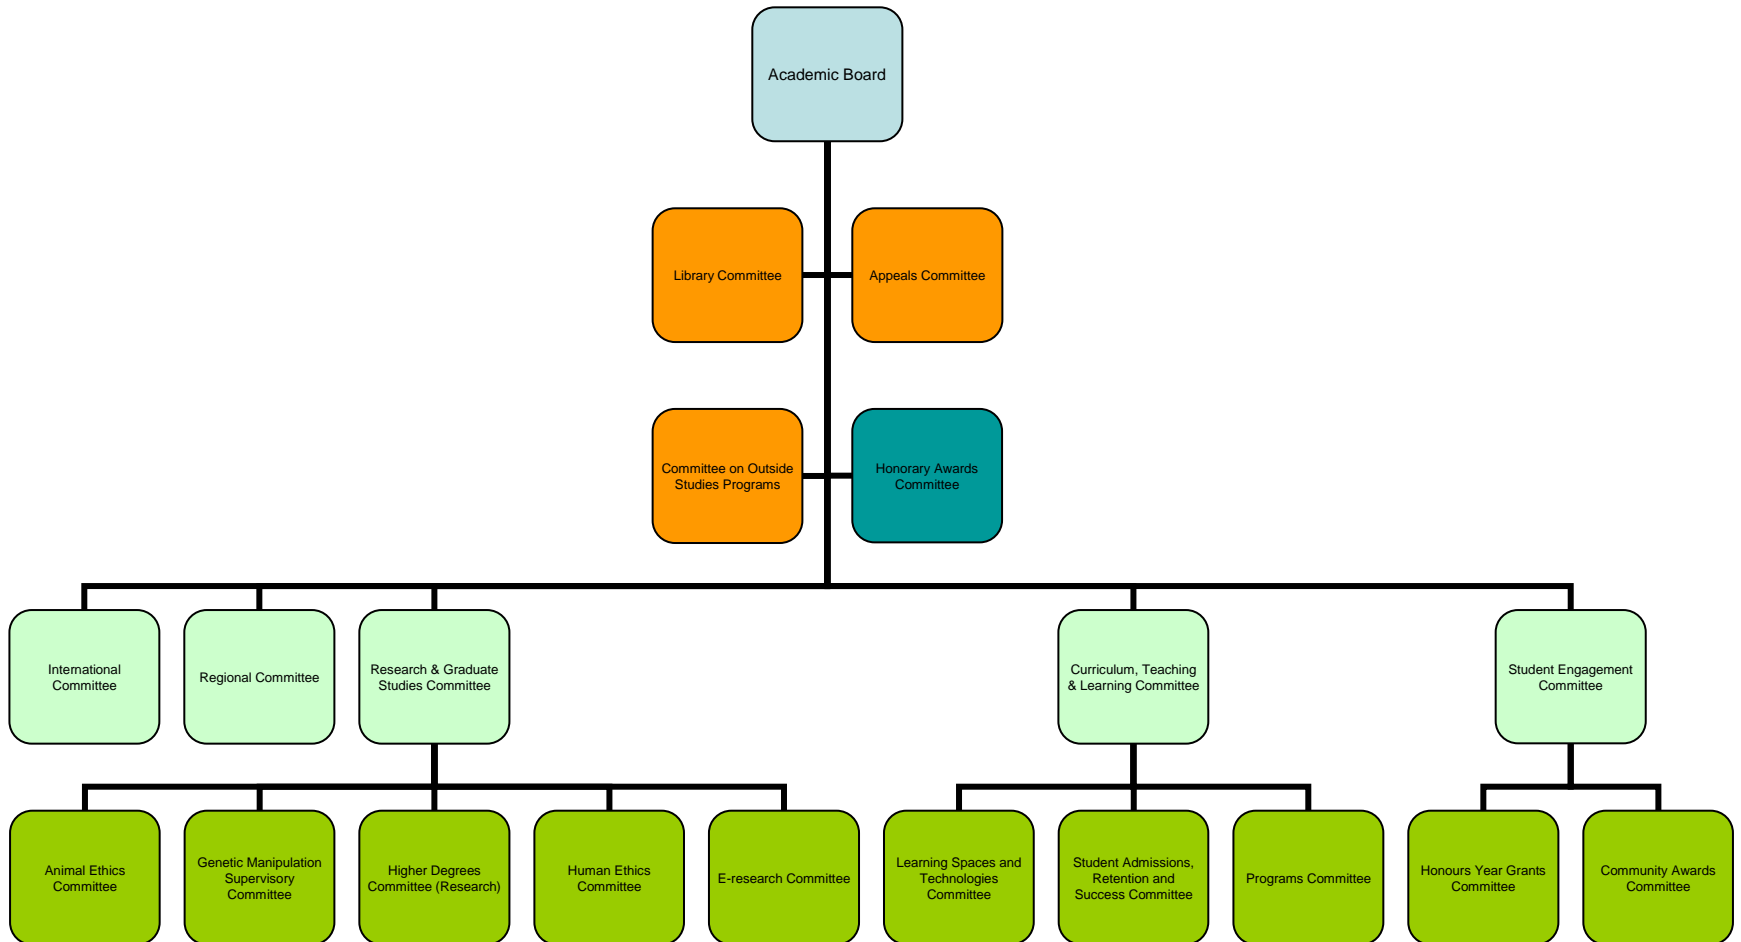 Academic Board
Library Committee
Appeals Committee
Committee on Outside
Studies Programs
Honorary Awards
Committee
International
Committee
Regional Committee
Research & Graduate
Studies Committee
Curriculum, Teaching
& Learning Committee
Student Engagement
Committee
Animal Ethics
Committee
Genetic Manipulation
Supervisory
Committee
Higher Degrees
Committee (Research)
Human Ethics
Committee
E-research Committee
Learning Spaces and
Technologies
Committee
Student Admissions,
Retention and
Success Committee
Programs Committee
Honours Year Grants
Committee
Community Awards
Committee